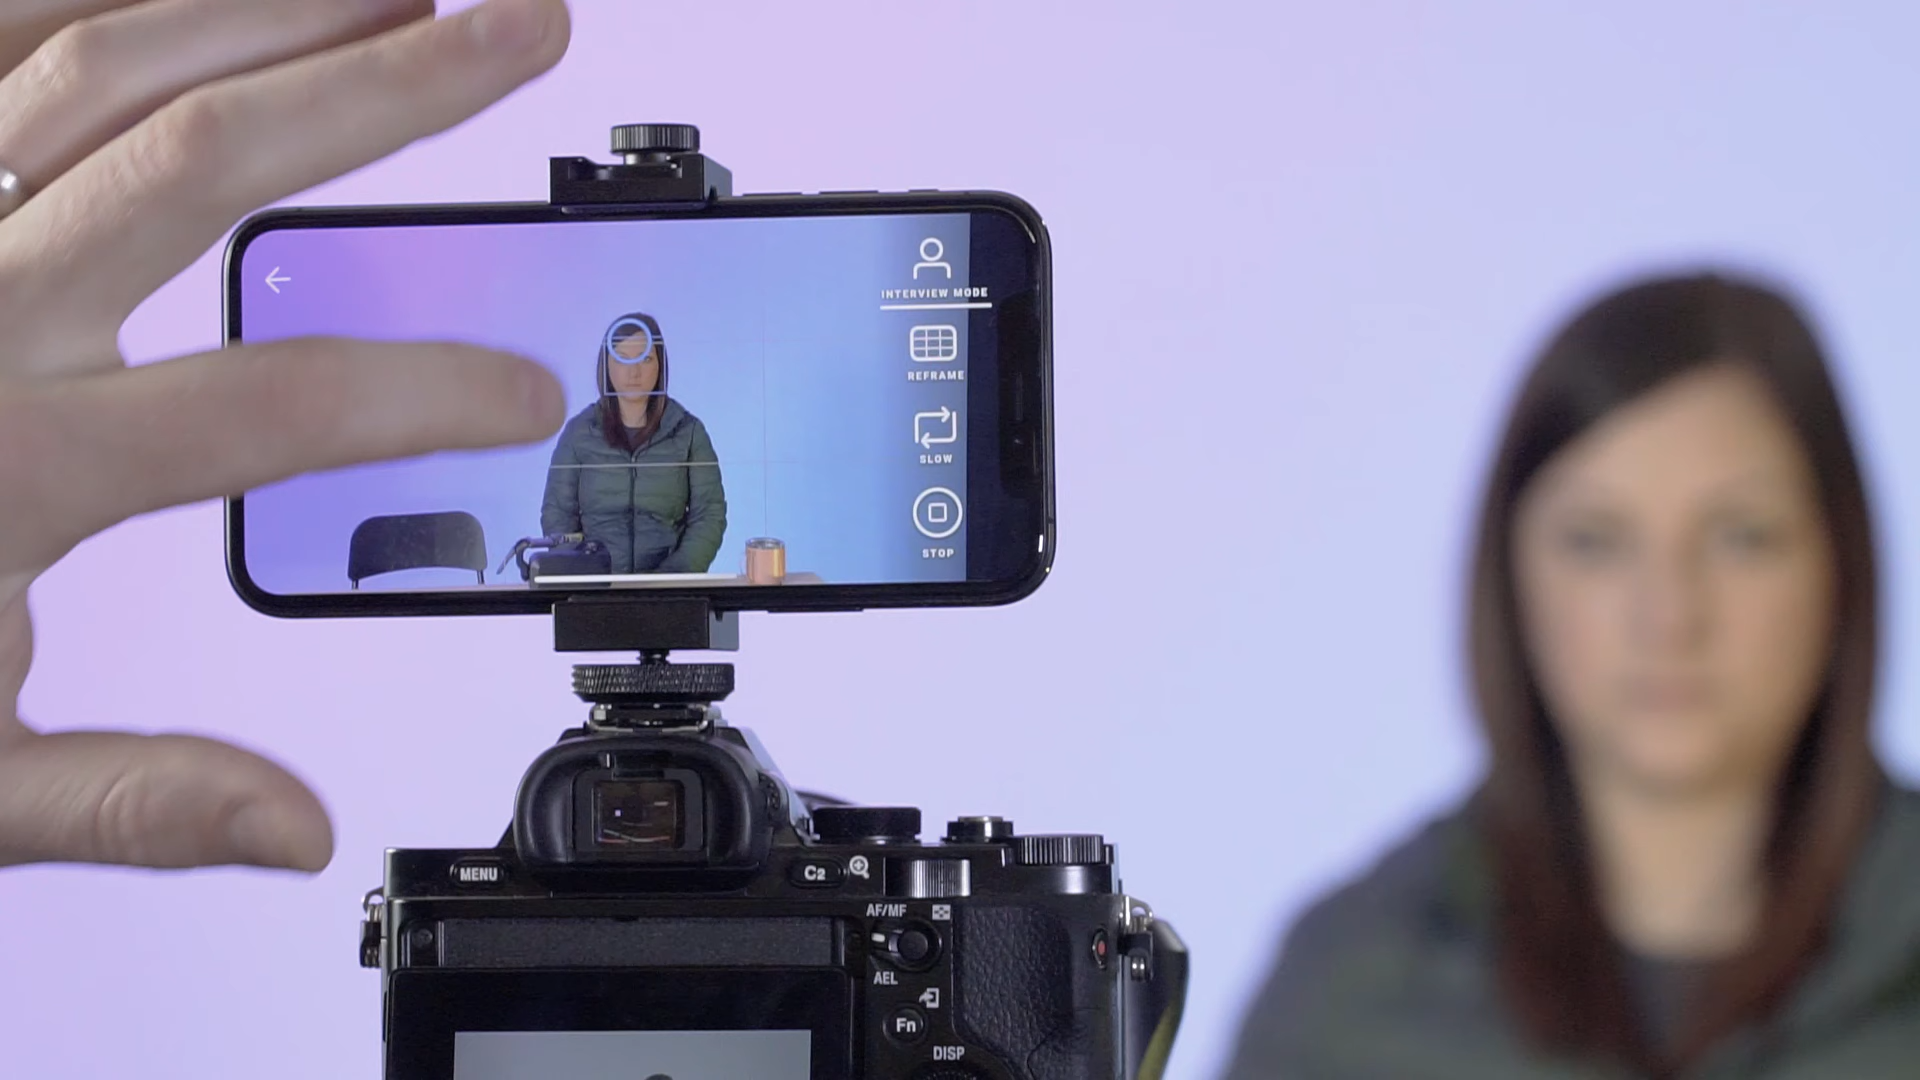 INTERVIEW MODE
REFRAME
SLOW
STOP
MENU
C2
AF/MF
AEL
Fn
DISP